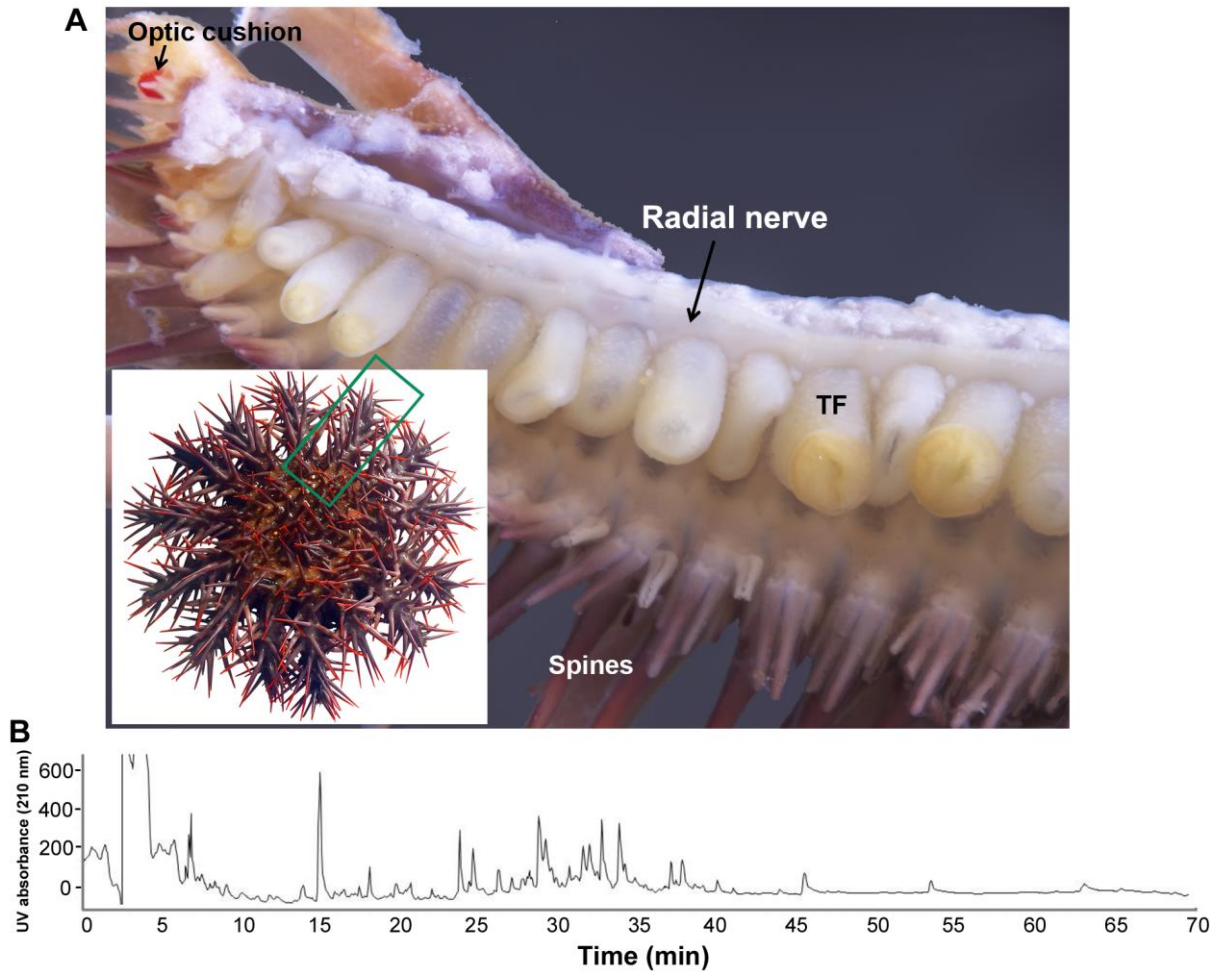 A
Optic cushion
Radial nerve
TF
Spines
B
UV absorbance (210 nm)
600
400
200
0
0 5 10 15 20 25 30 35 40 45 50 55 60 65 70
Time (min)